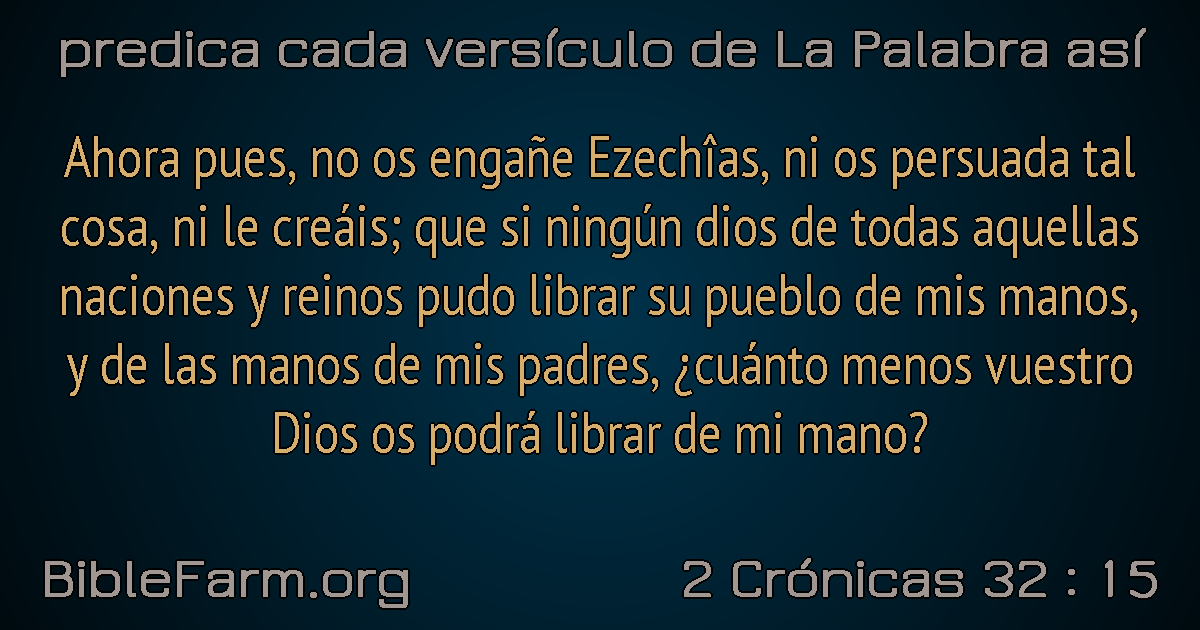 predica cada versículo de La Palabra así
Ahora pues, no os engañe Ezechîas, ni os persuada tal
cosa, ni le creáis; que si ningún dios de todas aquellas
naciones y reinos pudo librar su pueblo de mis manos,
y de las manos de mis padres, ¿cuánto menos vuestro
Dios os podrá librar de mi mano?
BibleFarm.org
2 Crónicas 32 : 15